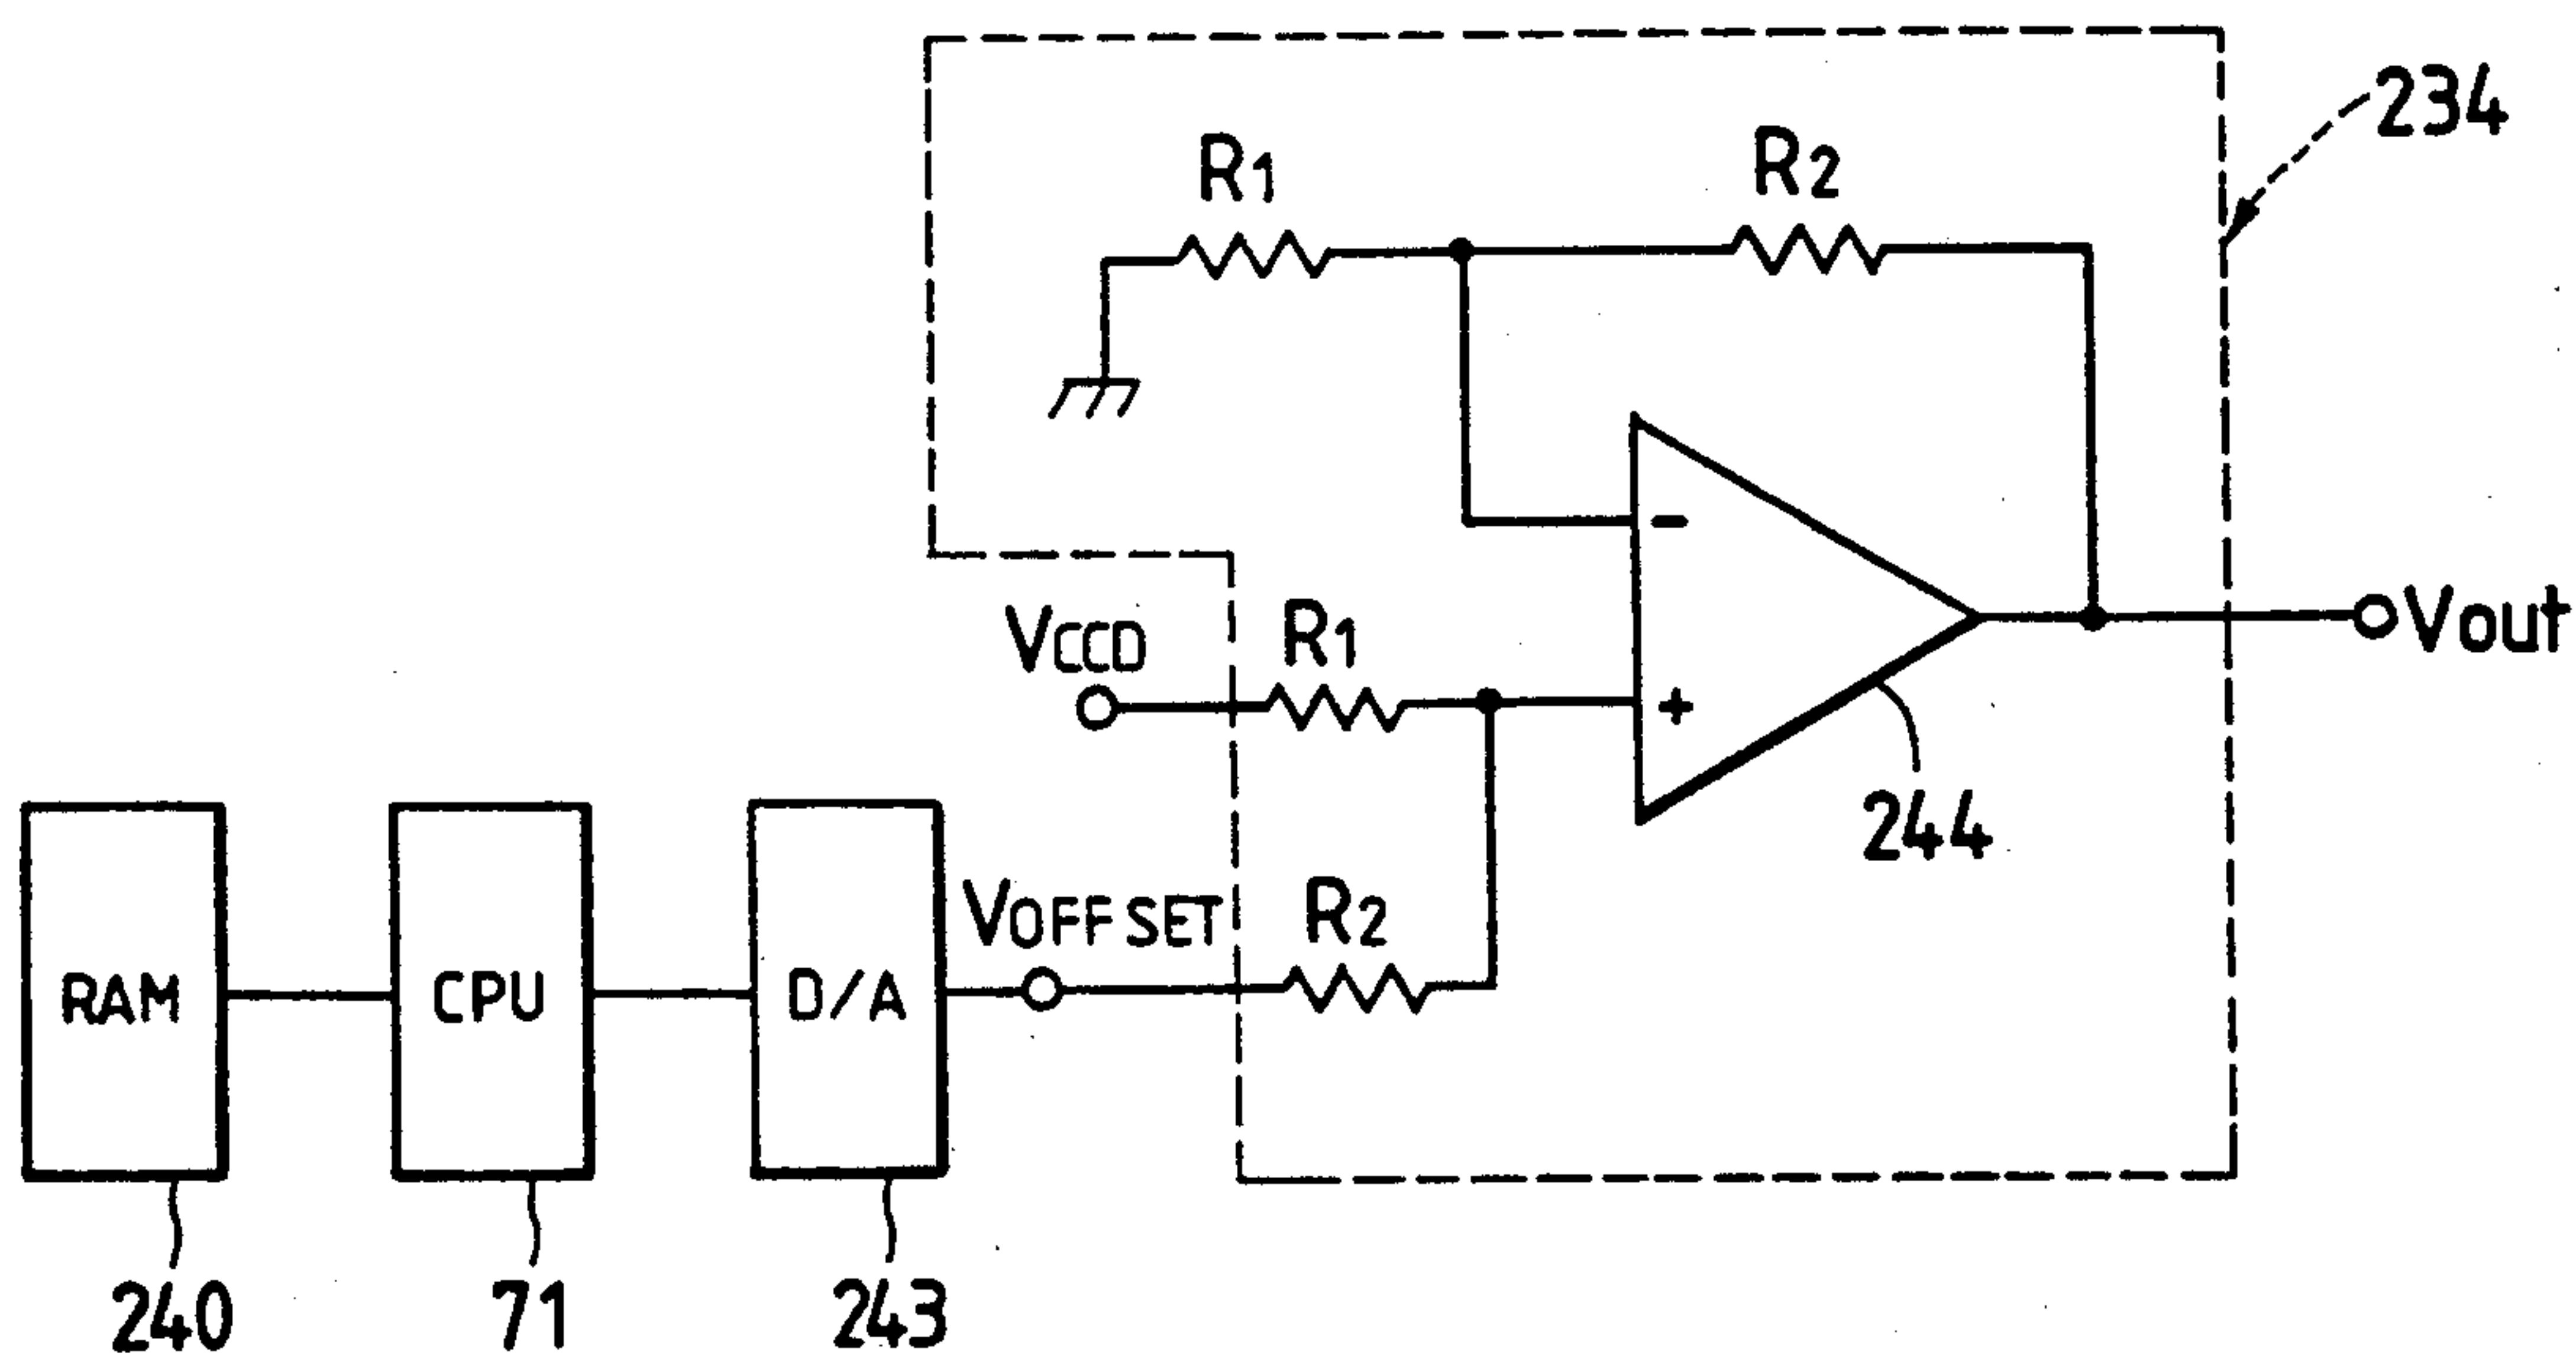 234
R1
R2
-
VCCD
R1
+
Vout
244
VOFFSET
R2
RAM
CPU
D/A
240
71
243